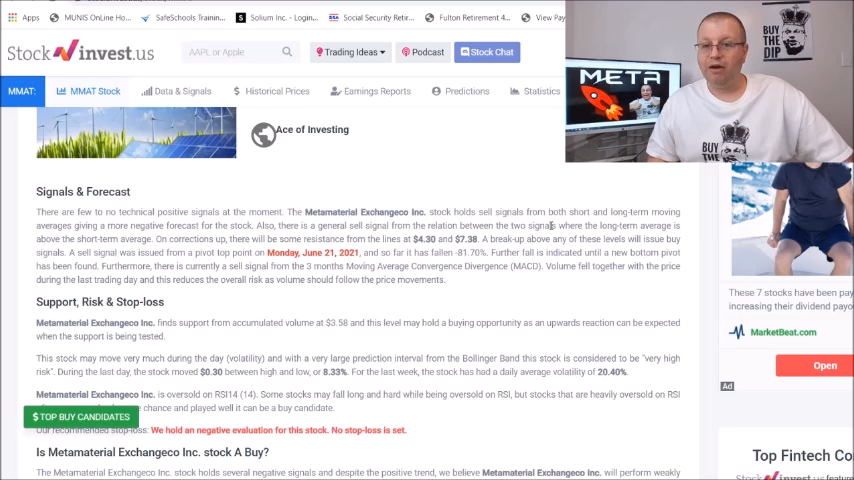 Apps MUNIS OnLine Ho... SafeSchools Training... Solium Inc. - Login... Social Security Retir... Fulton Retirement 4... View Pay
Stock invest.us AAPL or Apple Trading Ideas Podcast Stock Chat
BUY THE DIP
META
BUY
THE
MMAT: MMAT Stock Data & Signals Historical Prices Earnings Reports Predictions Statistics
Ace of Investing
Signals & Forecast
There are few to no technical positive signals at the moment. The Metamaterial Exchangeco Inc. stock holds sell signals from both short and long-term moving
averages giving a more negative forecast for the stock. Also, there is a general sell signal from the relation between the two signals where the long-term average is
above the short-term average. On corrections up, there will be some resistance from the lines at $4.30 and $7.38. A break-up above any of these levels will issue buy
signals. A sell signal was issued from a pivot top point on Monday, June 21, 2021, and so far it has fallen -81.70%. Further fall is indicated until a new bottom pivot
has been found. Furthermore, there is currently a sell signal from the 3 months Moving Average Convergence Divergence (MACD). Volume fell together with the price
during the last trading day and this reduces the overall risk as volume should follow the price movements.
Support, Risk & Stop-loss
Metamaterial Exchangeco Inc. finds support from accumulated volume at $3.58 and this level may hold a buying opportunity as an upwards reaction can be expected
when the support is being tested.
This stock may move very much during the day (volatility) and with a very large prediction interval from the Bollinger Band this stock is considered to be "very high
risk". During the last day, the stock moved $0.30 between high and low, or 8.33%. For the last week, the stock has had a daily average volatility of 20.40%.
Metamaterial Exchangeco Inc. is oversold on RSI14 (14). Some stocks may fall long and hard while being oversold on RSI, but stocks that are heavily oversold on RSI
e chance and played well it can be a buy candidate.
$ TOP BUY CANDIDATES
Our recommended stop-loss: We hold an negative evaluation for this stock. No stop-loss is set.
Is Metamaterial Exchangeco Inc. stock A Buy?
The Metamaterial Exchangeco Inc. stock holds several negative signals and despite the positive trend, we believe Metamaterial Exchangeco Inc. will perform weakly
These 7 stocks have been pay
increasing their dividend payo
MarketBeat.com
Open
Ad
Top Fintech Co
Stock invest.us feature